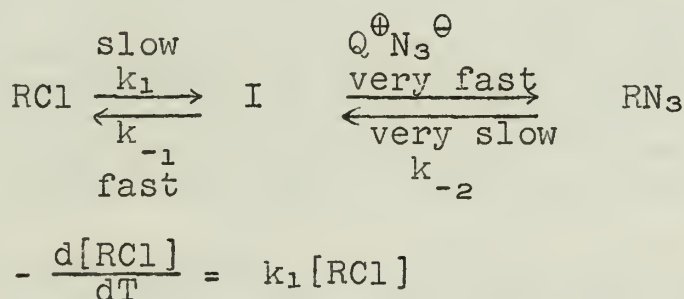 slow Q⊕N₃⊖
k₁ very fast
RCl ⇄ I ⇄ RN₃
k₋₁ very slow
fast k₋₂
- d[RCl]/dT = k₁[RCl]